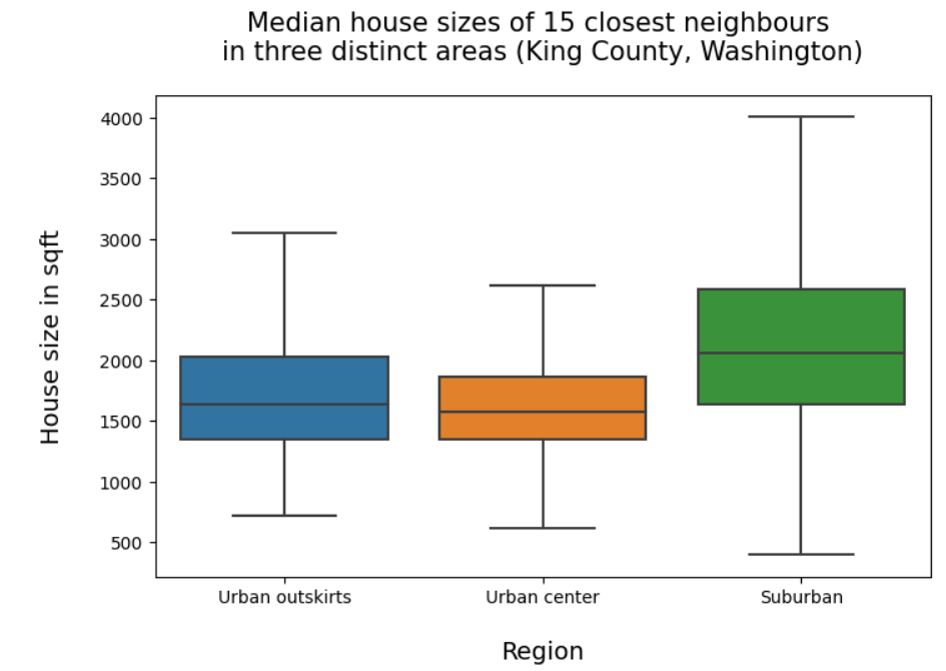 Median house sizes of 15 closest neighbours
in three distinct areas (King County, Washington)
House size in sqft
4000
3500
3000
2500
2000
1500
1000
500
Urban outskirts
Urban center
Suburban
Region